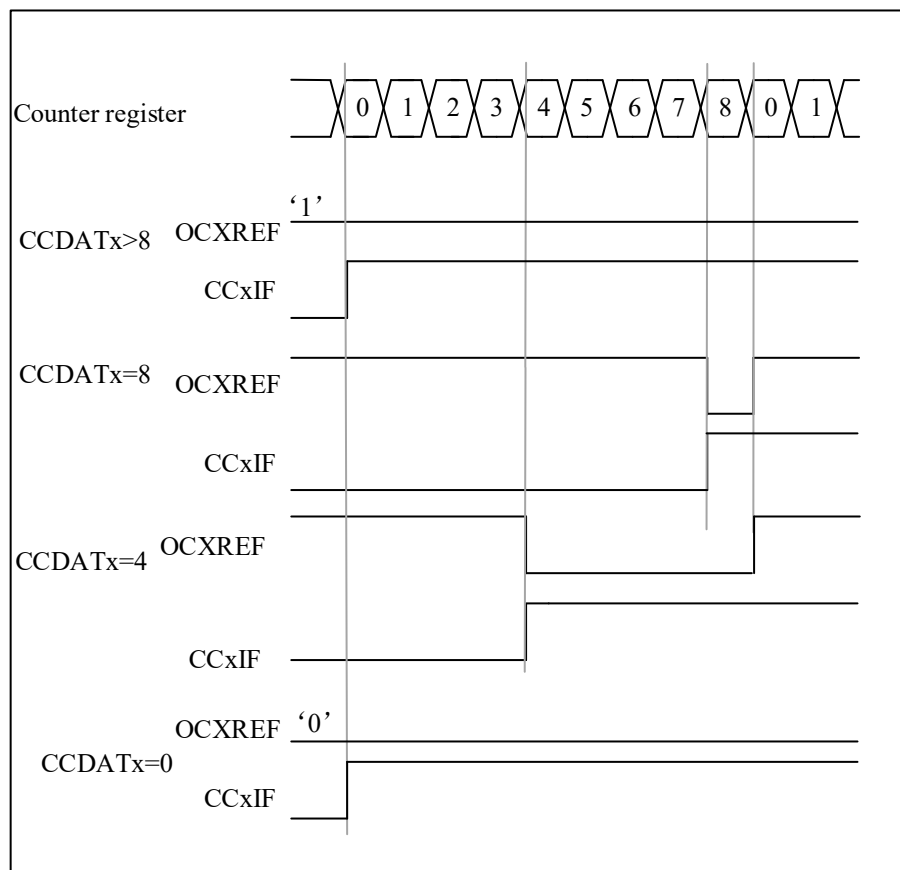 Counter register 0 1 2 3 4 5 6 7 8 0 1
‘1’
OCXREF
CCDATx>8
CCxIF
CCDATx=8
OCXREF
CCxIF
OCXREF
CCDATx=4
CCxIF
OCXREF ‘0’
CCDATx=0
CCxIF